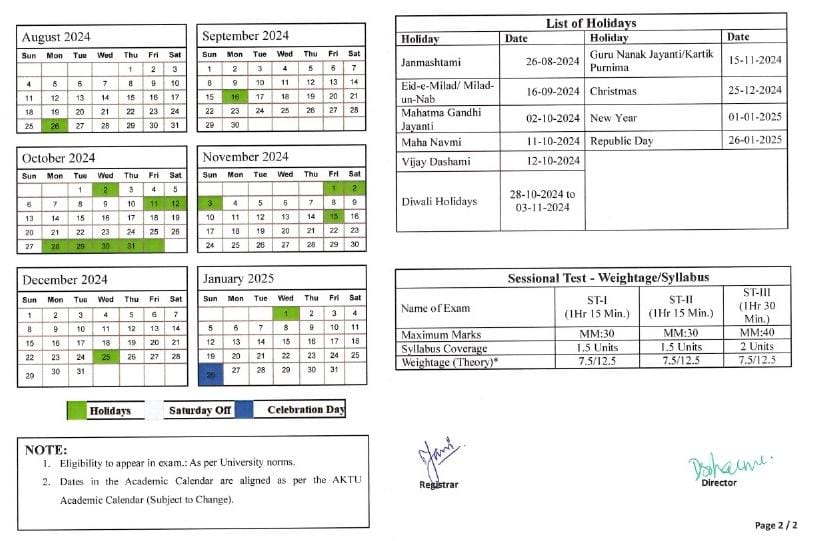 August 2024
Sun Mon Tue Wed Thu Fri Sat
1 2 3
4 5 6 7 8 9 10
11 12 13 14 15 16 17
18 19 20 21 22 23 24
25 26 27 28 29 30 31
September 2024
Sun Mon Tue Wed Thu Fri Sat
1 2 3 4 5 6 7
8 9 10 11 12 13 14
15 16 17 18 19 20 21
22 23 24 25 26 27 28
29 30
October 2024
Sun Mon Tue Wed Thu Fri Sat
1 2 3 4 5
6 7 8 9 10 11 12
13 14 15 16 17 18 19
20 21 22 23 24 25 26
27 28 29 30 31
November 2024
Sun Mon Tue Wed Thu Fri Sat
1 2
3 4 5 6 7 8 9
10 11 12 13 14 15 16
17 18 19 20 21 22 23
24 25 26 27 28 29 30
December 2024
Sun Mon Tue Wed Thu Fri Sat
1 2 3 4 5 6 7
8 9 10 11 12 13 14
15 16 17 18 19 20 21
22 23 24 25 26 27 28
29 30 31
January 2025
Sun Mon Tue Wed Thu Fri Sat
1 2 3 4
5 6 7 8 9 10 11
12 13 14 15 16 17 18
19 20 21 22 23 24 25
26 27 28 29 30 31
Holidays Saturday Off Celebration Day
NOTE:
1. Eligibility to appear in exam.: As per University norms.
2. Dates in the Academic Calendar are aligned as per the AKTU
Academic Calendar (Subject to Change).
List of Holidays
Holiday Date Holiday Date
Janmashtami 26-08-2024 Guru Nanak Jayanti/Kartik
Purnima 15-11-2024
Eid-e-Milad/ Milad-
un-Nab 16-09-2024 Christmas 25-12-2024
Mahatma Gandhi
Jayanti 02-10-2024 New Year 01-01-2025
Maha Navmi 11-10-2024 Republic Day 26-01-2025
Vijay Dashami 12-10-2024
Diwali Holidays 28-10-2024 to
03-11-2024
Sessional Test - Weightage/Syllabus
Name of Exam ST-I
(1Hr 15 Min.) ST-II
(1Hr 15 Min.) ST-III
(1Hr 30
Min.)
Maximum Marks MM:30 MM:30 MM:40
Syllabus Coverage 1.5 Units 1.5 Units 2 Units
Weightage (Theory)* 7.5/12.5 7.5/12.5 7.5/12.5
Registrar
Director
Page 2 / 2